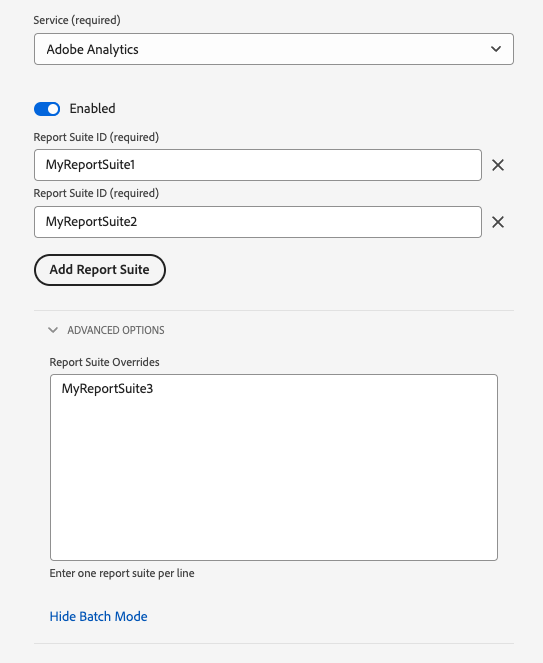 Service (required)
Adobe Analytics
Enabled
Report Suite ID (required)
MyReportSuite1
Report Suite ID (required)
MyReportSuite2
Add Report Suite
ADVANCED OPTIONS
Report Suite Overrides
MyReportSuite3
Enter one report suite per line
Hide Batch Mode